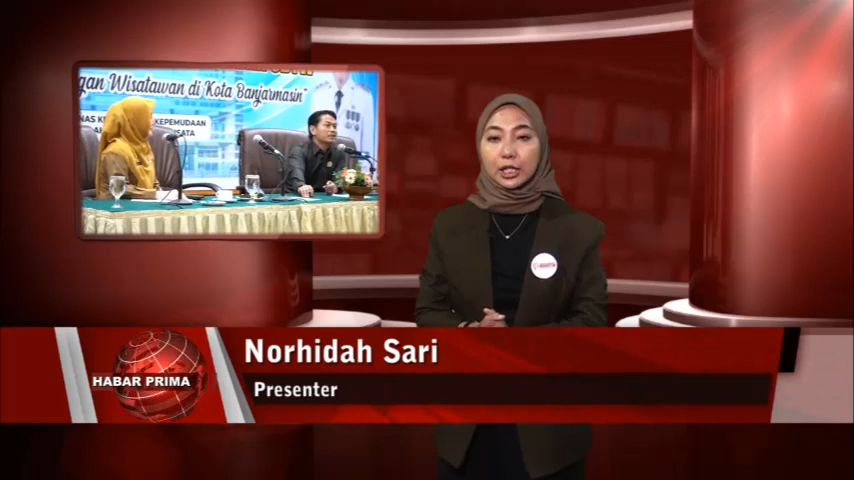 gan Wisatawan di Kota Banjarmasin"
KEPEMUDAAN
HABAR PRIMA
Norhidah Sari
Presenter